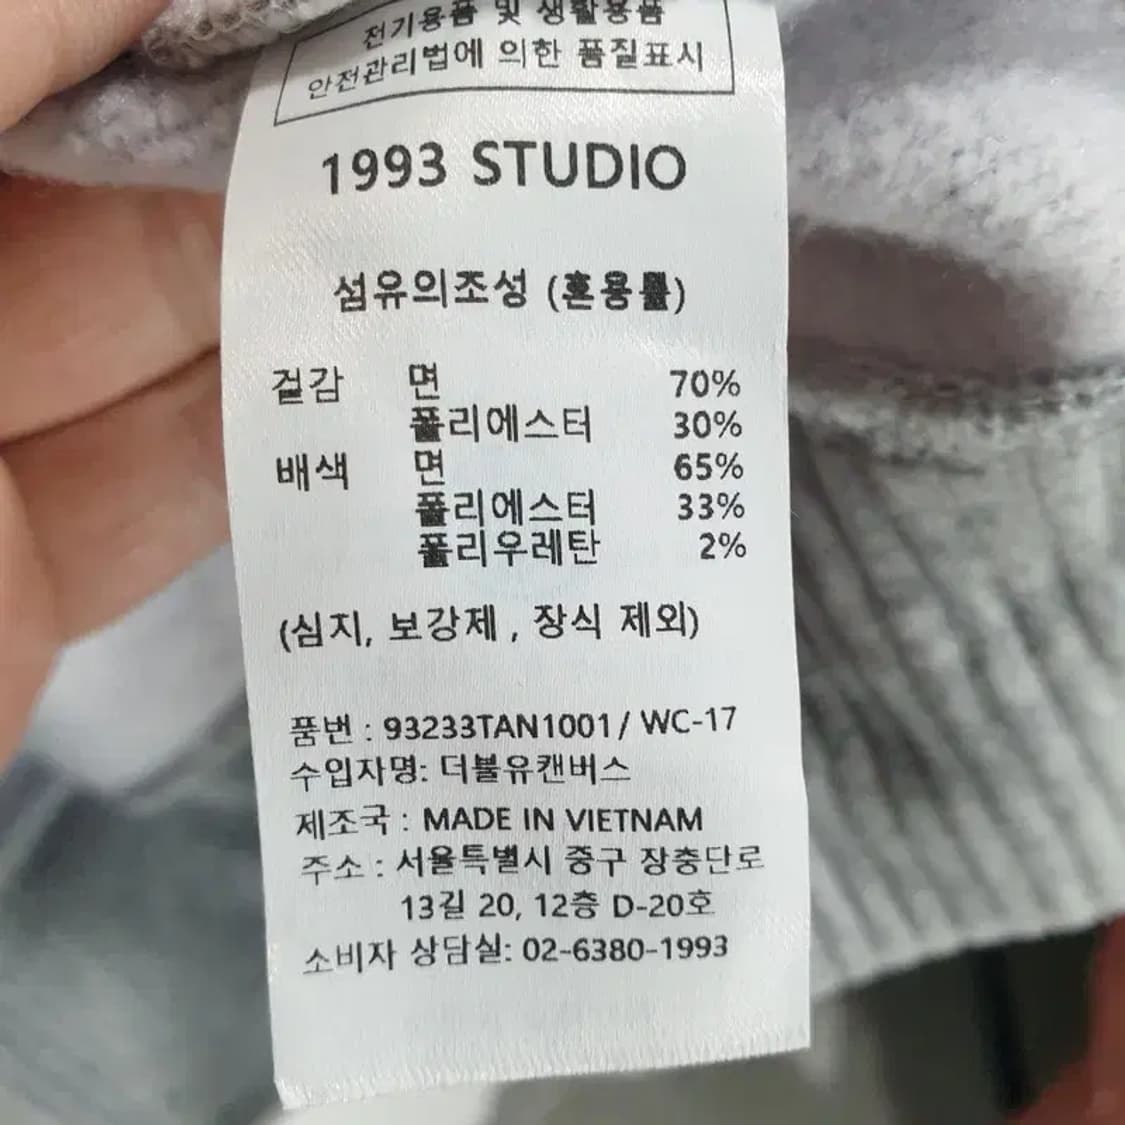 전기용품 및 생활용품
안전관리법에 의한 품질표시
1993 STUDIO
섬유의조성 (혼용률)
겉감 면 70%
폴리에스터 30%
배색 면 65%
폴리에스터 33%
폴리우레탄 2%
(심지, 보강제 , 장식 제외)
품번 : 93233TAN1001/ WC-17
수입자명: 더블유캔버스
제조국 : MADE IN VIETNAM
주소 : 서울특별시 중구 장충단로
13길 20, 12층 D-20호
소비자 상담실: 02-6380-1993